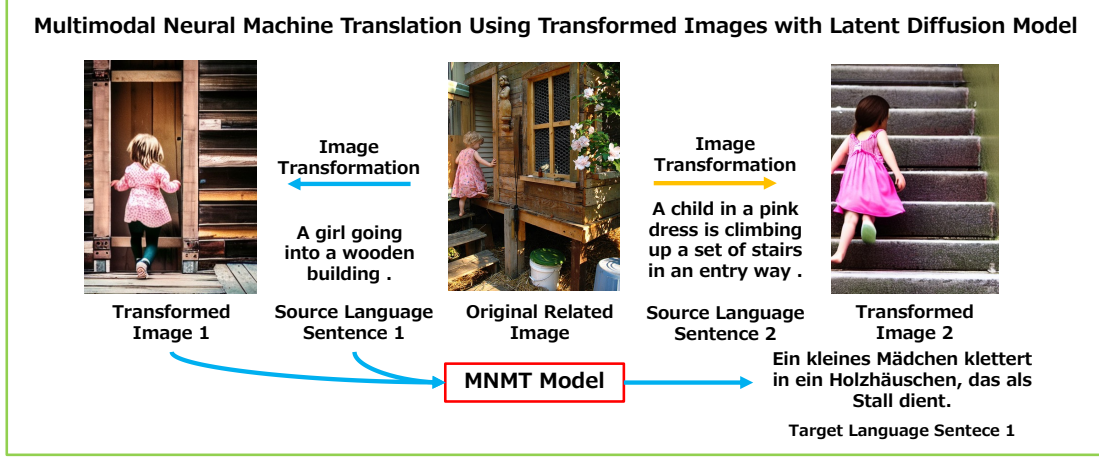 Multimodal Neural Machine Translation Using Transformed Images with Latent Diffusion Model
Image
Transformation
A girl going
into a wooden
building .
Image
Transformation
A child in a pink
dress is climbing
up a set of stairs
in an entry way .
Transformed
Image 1
Source Language
Sentence 1
Original Related
Image
Source Language
Sentence 2
Transformed
Image 2
MNMT Model
Ein kleines Mädchen klettert
in ein Holzhäuschen, das als
Stall dient.
Target Language Sentece 1